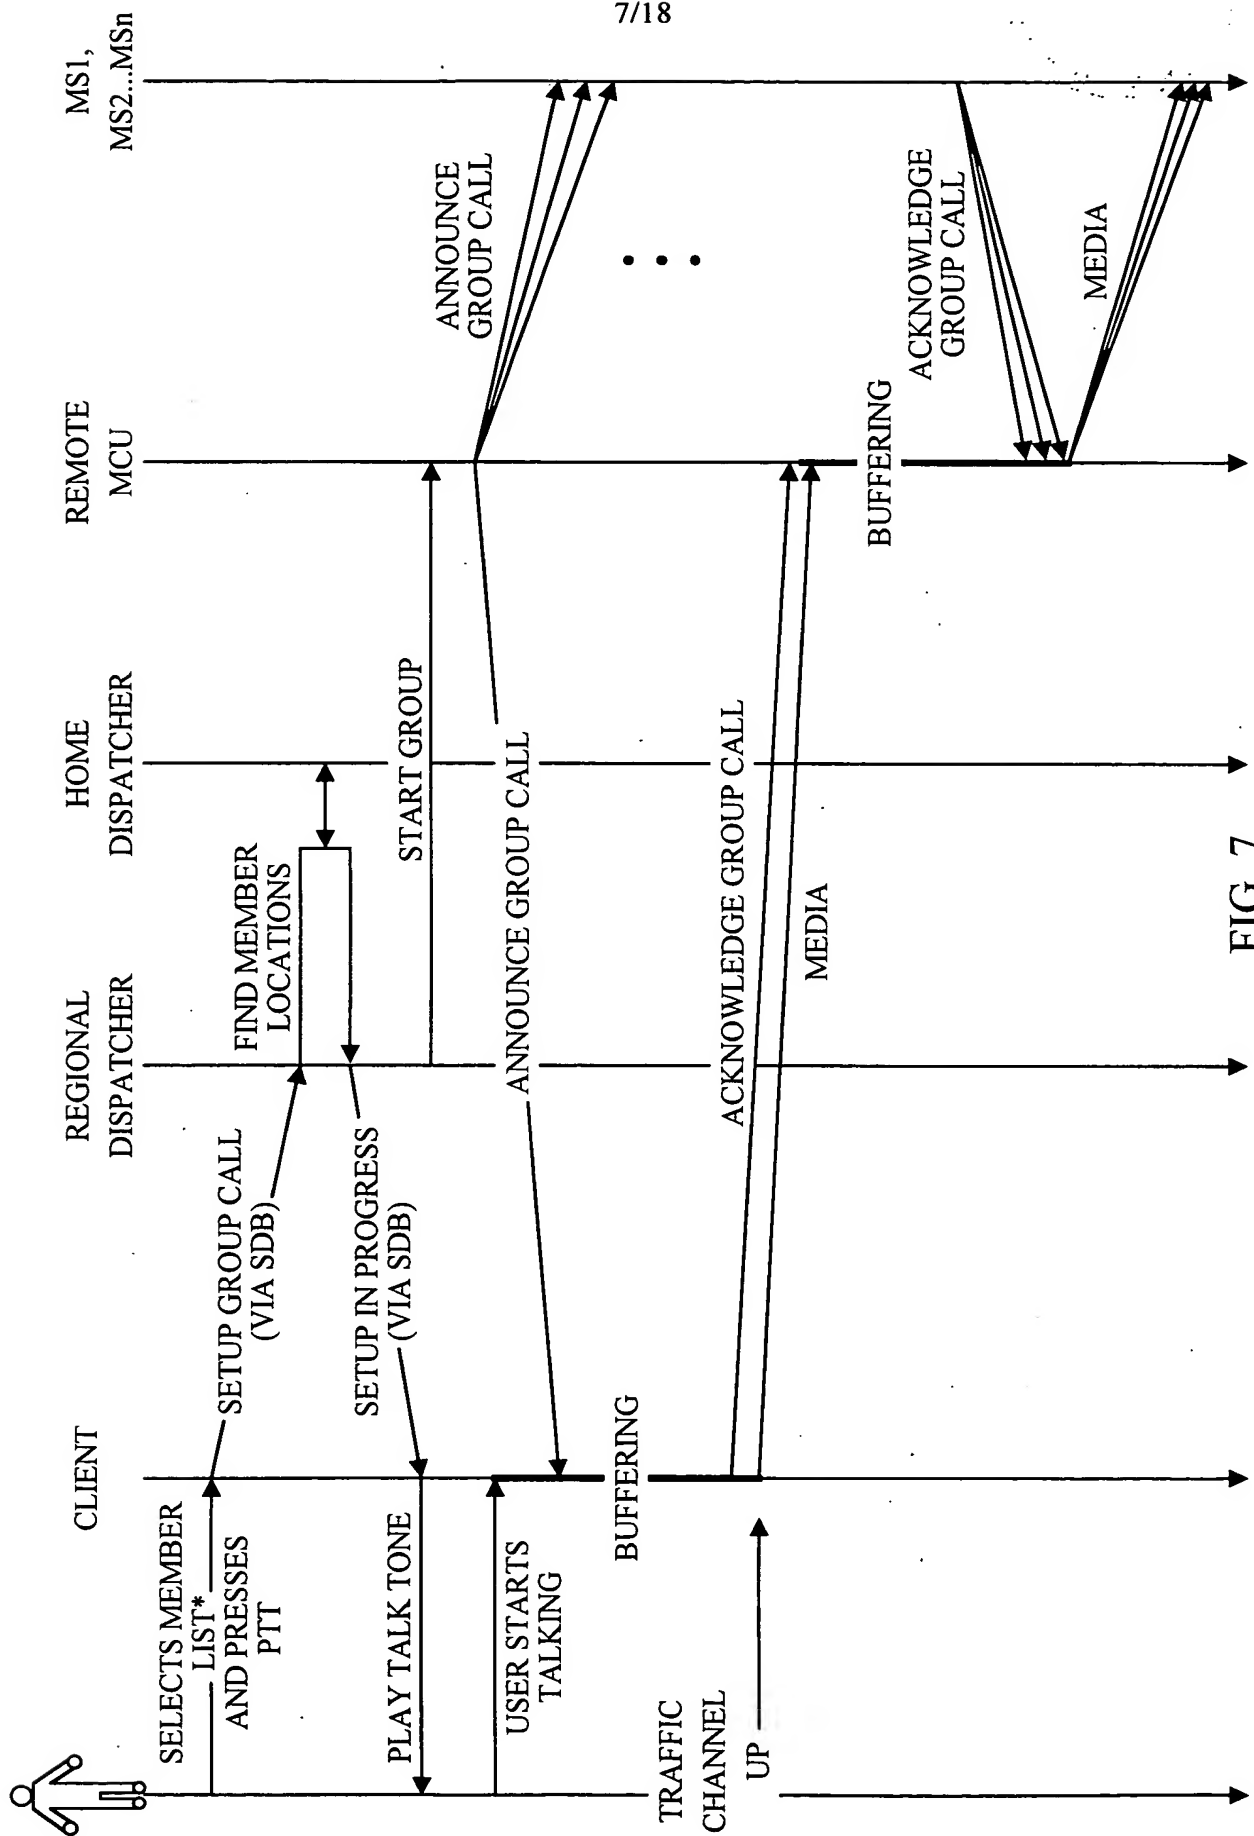 7/18
CLIENT
REGIONAL
DISPATCHER
HOME
DISPATCHER
REMOTE
MCU
MS1,
MS2...MSn
SELECTS MEMBER
LIST*
AND PRESSES
PTT
SETUP GROUP CALL
(VIA SDB)
FIND MEMBER
LOCATIONS
SETUP IN PROGRESS
(VIA SDB)
PLAY TALK TONE
START GROUP
ANNOUNCE
GROUP CALL
USER STARTS
TALKING
ANNOUNCE GROUP CALL
BUFFERING
TRAFFIC
CHANNEL
UP
ACKNOWLEDGE GROUP CALL
MEDIA
BUFFERING
ACKNOWLEDGE
GROUP CALL
MEDIA
FIG. 7